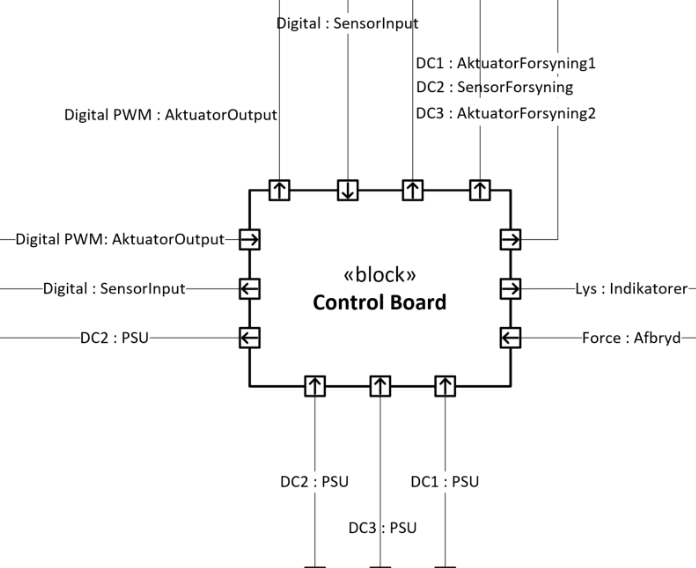 Digital : SensorInput
DC1 : AktuatorForsyning1
DC2 : SensorForsyning
Digital PWM : AktuatorOutput
DC3 : AktuatorForsyning2
Digital PWM: AktuatorOutput
«block»
Control Board
Digital : SensorInput
Lys : Indikatorer
DC2 : PSU
Force : Afbryd
DC2 : PSU
DC1 : PSU
DC3 : PSU